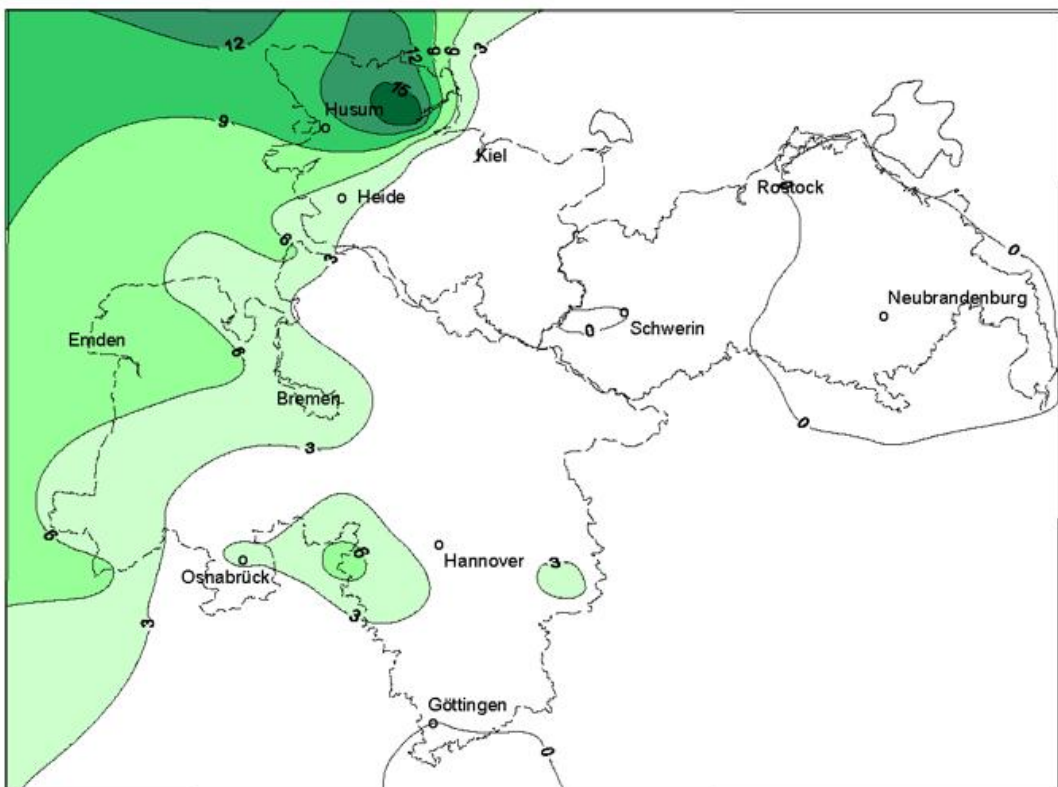 12
12
9
6
3
15
Husum
9
Kiel
Heide
Rostock
6
3
0
Neubrandenburg
Schwerin
0
Emden
6
Bremen
0
3
6
Hannover
6
3
Osnabrück
3
3
Göttingen
0